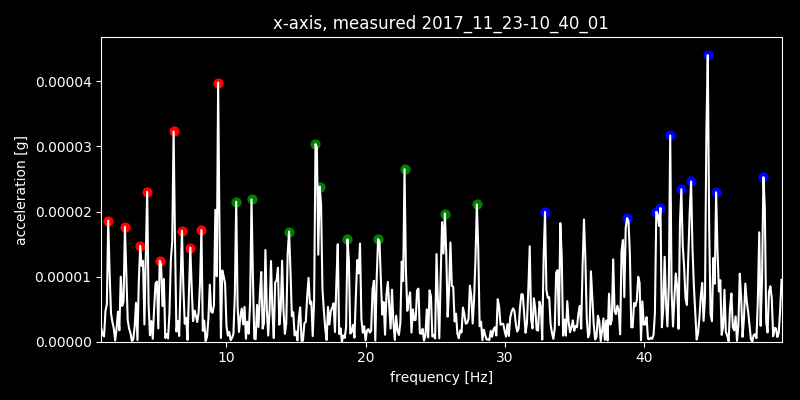 x-axis, measured 2017_11_23-10_40_01
acceleration [g]
0.00004
0.00003
0.00002
0.00001
0.00000
10 20 30 40
frequency [Hz]